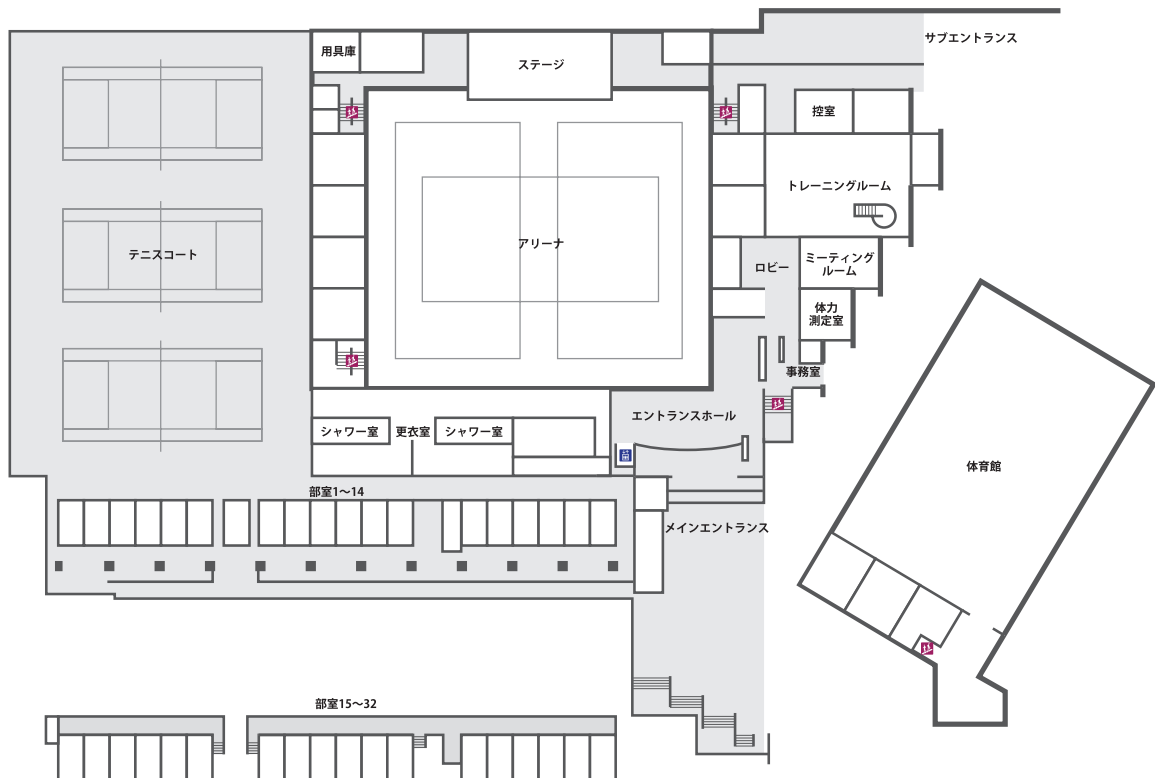 サブエントランス
用具庫
ステージ
控室
トレーニングルーム
アリーナ
テニスコート
ロビー
ミーティング
ルーム
体力
測定室
事務室
エントランスホール
シャワー室
更衣室
シャワー室
体育館
部室1〜14
メインエントランス
部室15〜32